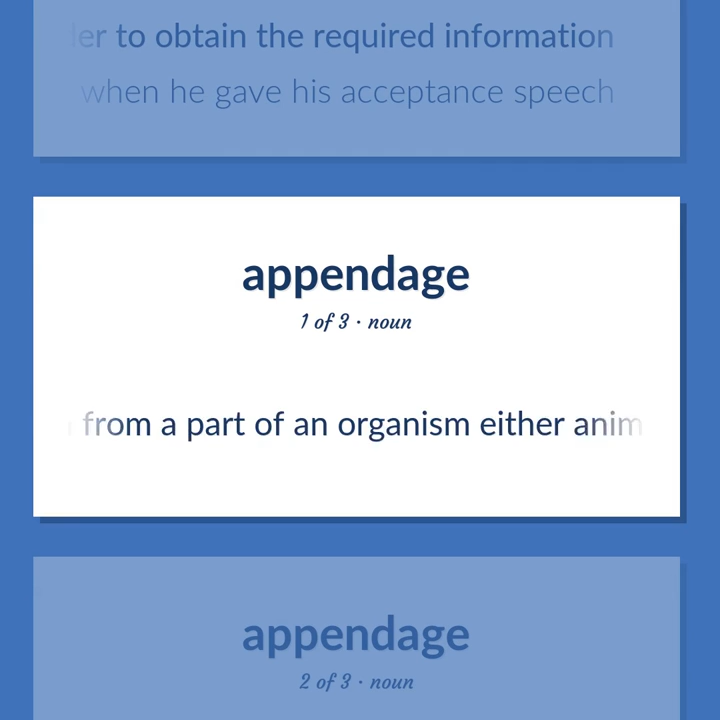 to obtain the required information
when he gave his acceptance speech
appendage
1 of 3 · noun
from a part of an organism either anim
appendage
2 of 3 · noun